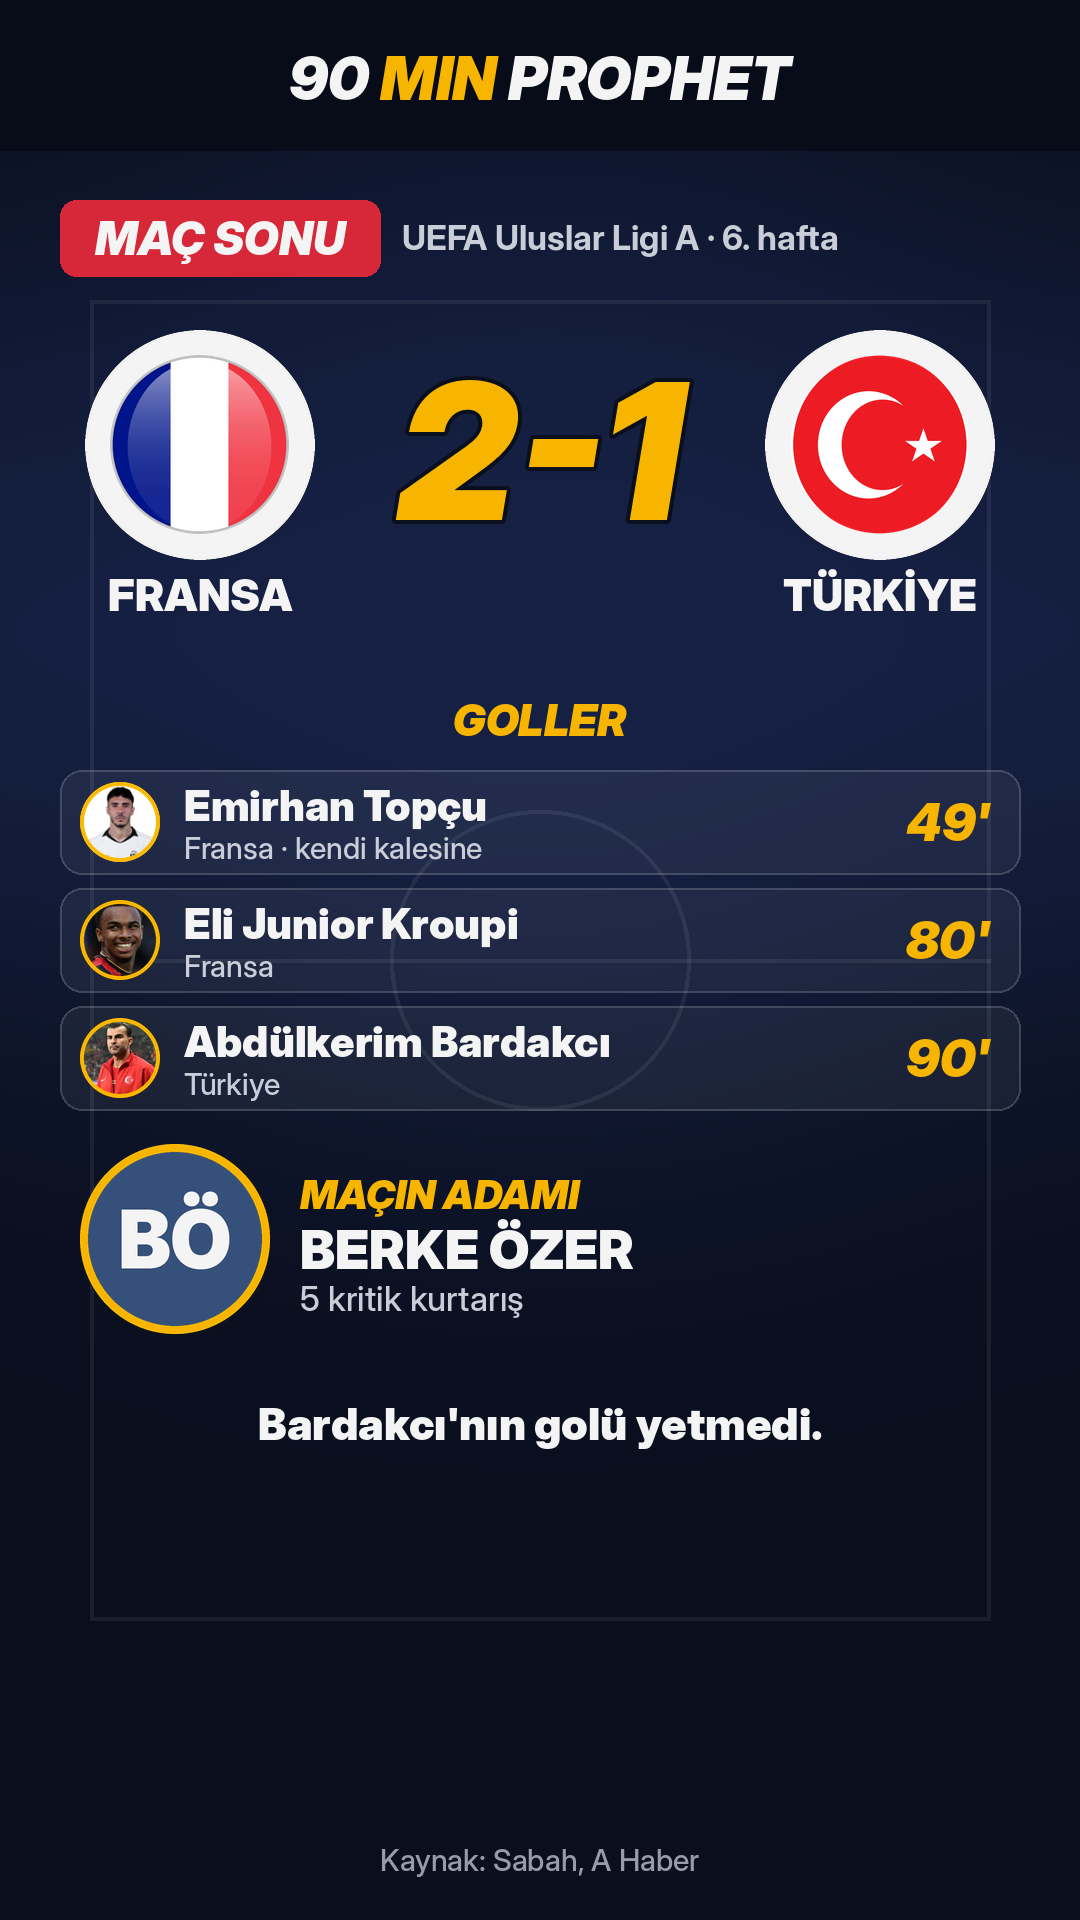 90 MIN PROPHET
MAÇ SONU
UEFA Uluslar Ligi A · 6. hafta
2-1
FRANSA
TÜRKİYE
GOLLER
Emirhan Topçu
Fransa · kendi kalesine
49'
Eli Junior Kroupi
Fransa
80'
Abdülkerim Bardakcı
Türkiye
90'
BÖ
MAÇIN ADAMI
BERKE ÖZER
5 kritik kurtarış
Bardakcı'nın golü yetmedi.
Kaynak: Sabah, A Haber